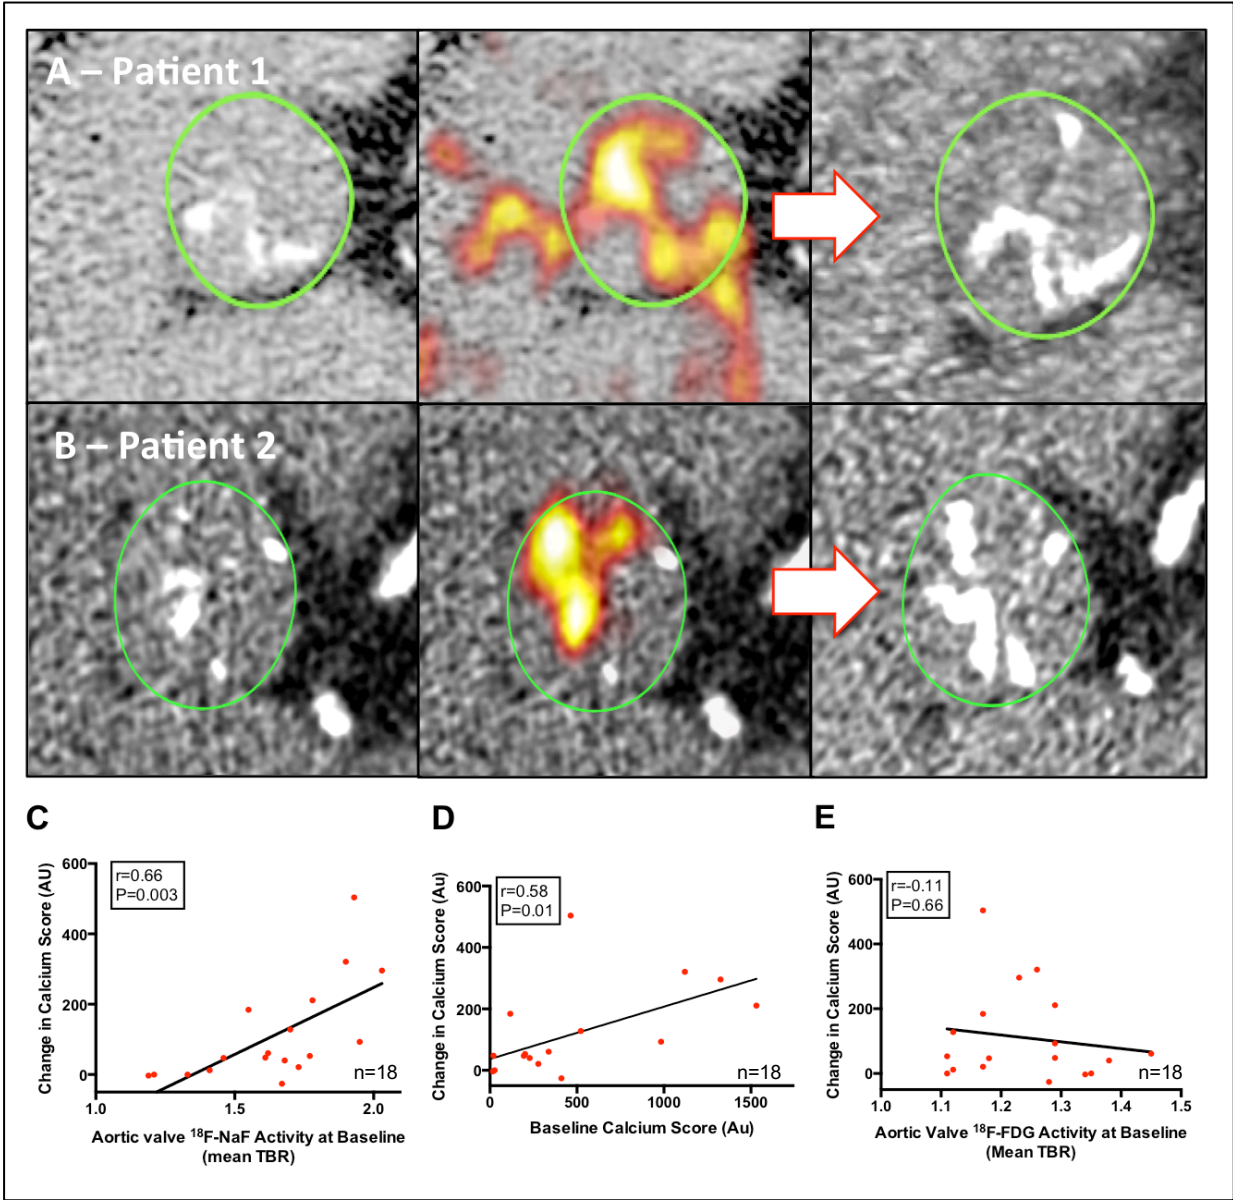 A – Patient 1
B – Patient 2
C
Change in Calcium Score (AU)
600
400
200
0
r=0.66
P=0.003
n=18
1.0
1.5
2.0
Aortic valve ¹⁸F-NaF Activity at Baseline
(mean TBR)
D
Change in Calcium Score (Au)
600
400
200
0
r=0.58
P=0.01
n=18
0
500
1000
1500
Baseline Calcium Score (Au)
E
Change in Calcium Score (AU)
600
400
200
0
r=-0.11
P=0.66
n=18
1.0
1.1
1.2
1.3
1.4
1.5
Aortic Valve ¹⁸F-FDG Activity at Baseline
(Mean TBR)